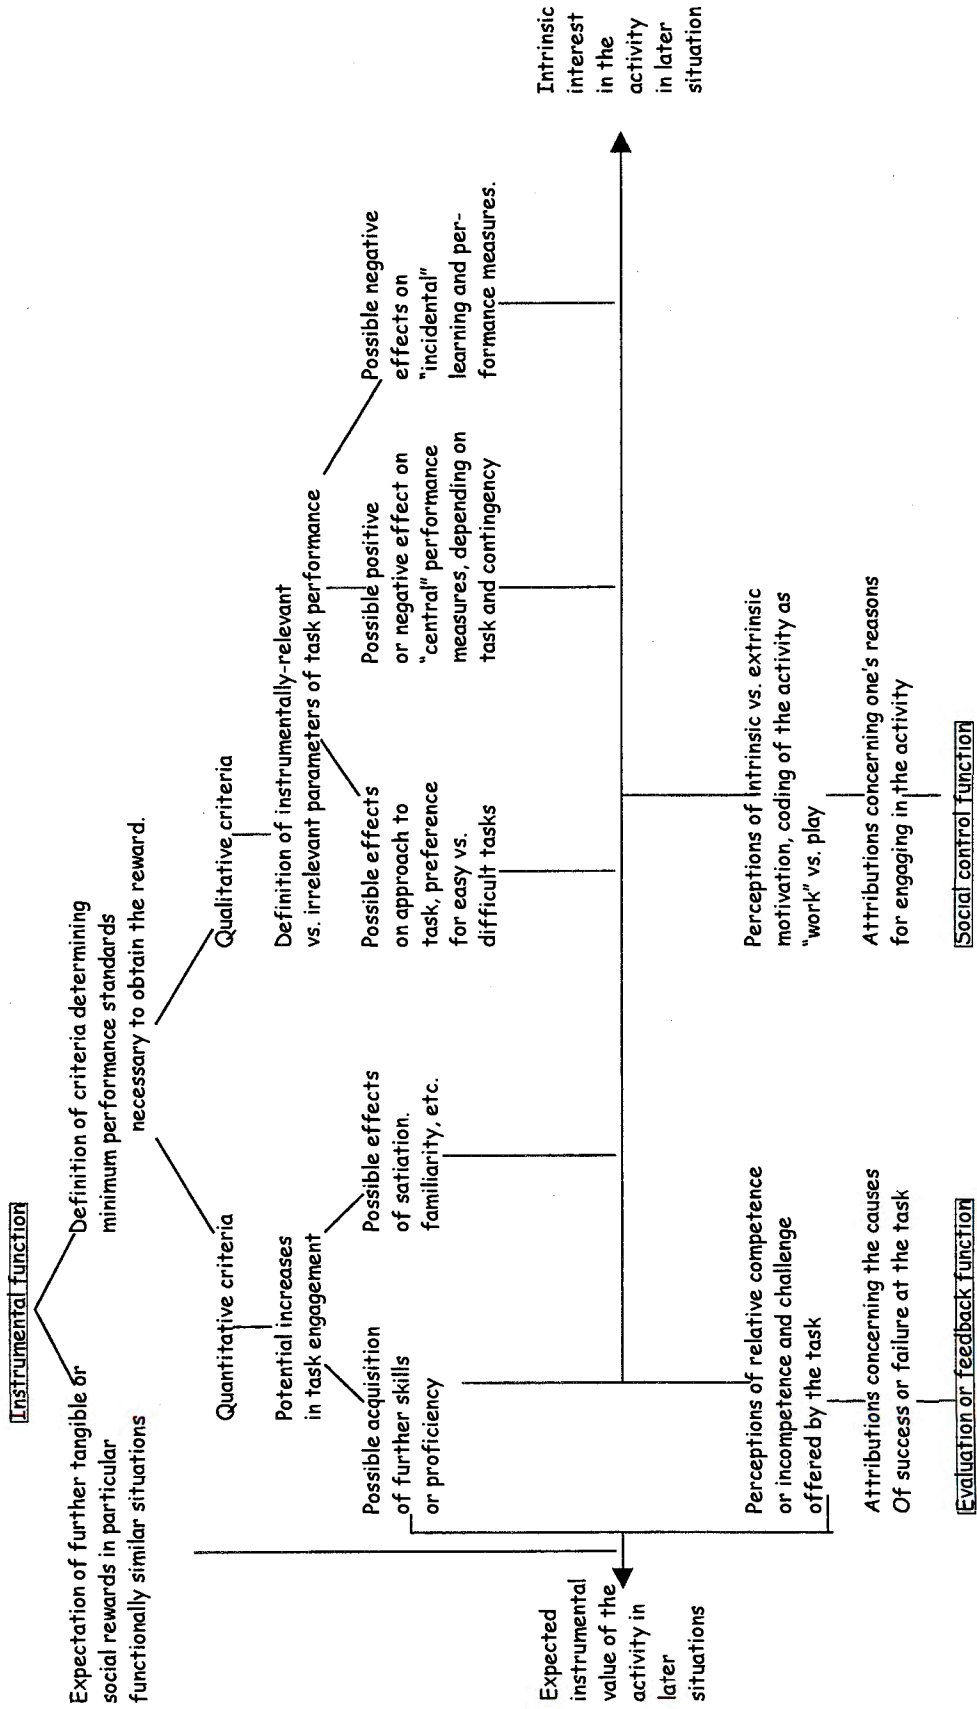 Instrumental function
Expectation of further tangible or
social rewards in particular
functionally similar situations
Definition of criteria determining
minimum performance standards
necessary to obtain the reward.
Quantitative criteria
Qualitative criteria
Potential increases
in task engagement
Definition of instrumentally-relevant
vs. irrelevant parameters of task performance
Possible acquisition
of further skills
or proficiency
Possible effects
of satiation.
familiarity, etc.
Possible effects
on approach to
task, preference
for easy vs.
difficult tasks
Possible positive
or negative effect on
"central" performance
measures, depending on
task and contingency
Possible negative
effects on
"incidental"
learning and per-
formance measures.
Expected
instrumental
value of the
activity in
later
situations
Intrinsic
interest
in the
activity
in later
situation
Perceptions of relative competence
or incompetence and challenge
offered by the task
Perceptions of intrinsic vs. extrinsic
motivation, coding of the activity as
"work" vs. play
Attributions concerning the causes
Of success or failure at the task
Attributions concerning one's reasons
for engaging in the activity
Evaluation or feedback function
Social control function